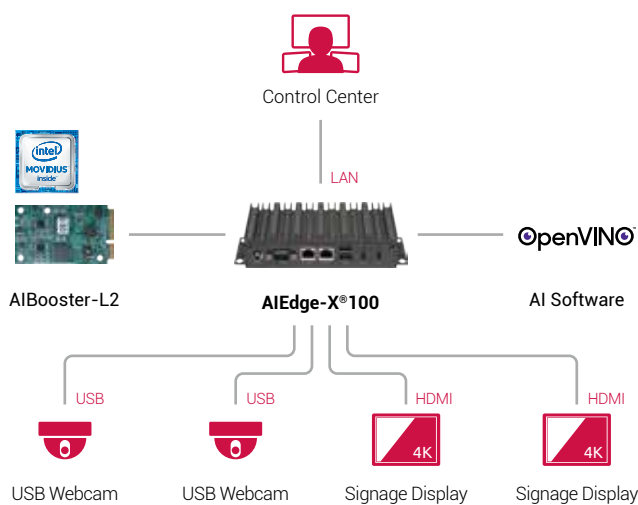 Control Center
LAN
intel
MOVIDIUS
inside
OpenVINO
AIBooster-L2
AIEdge-X®100
AI Software
USB
USB
HDMI
HDMI
4K
4K
USB Webcam
USB Webcam
Signage Display
Signage Display